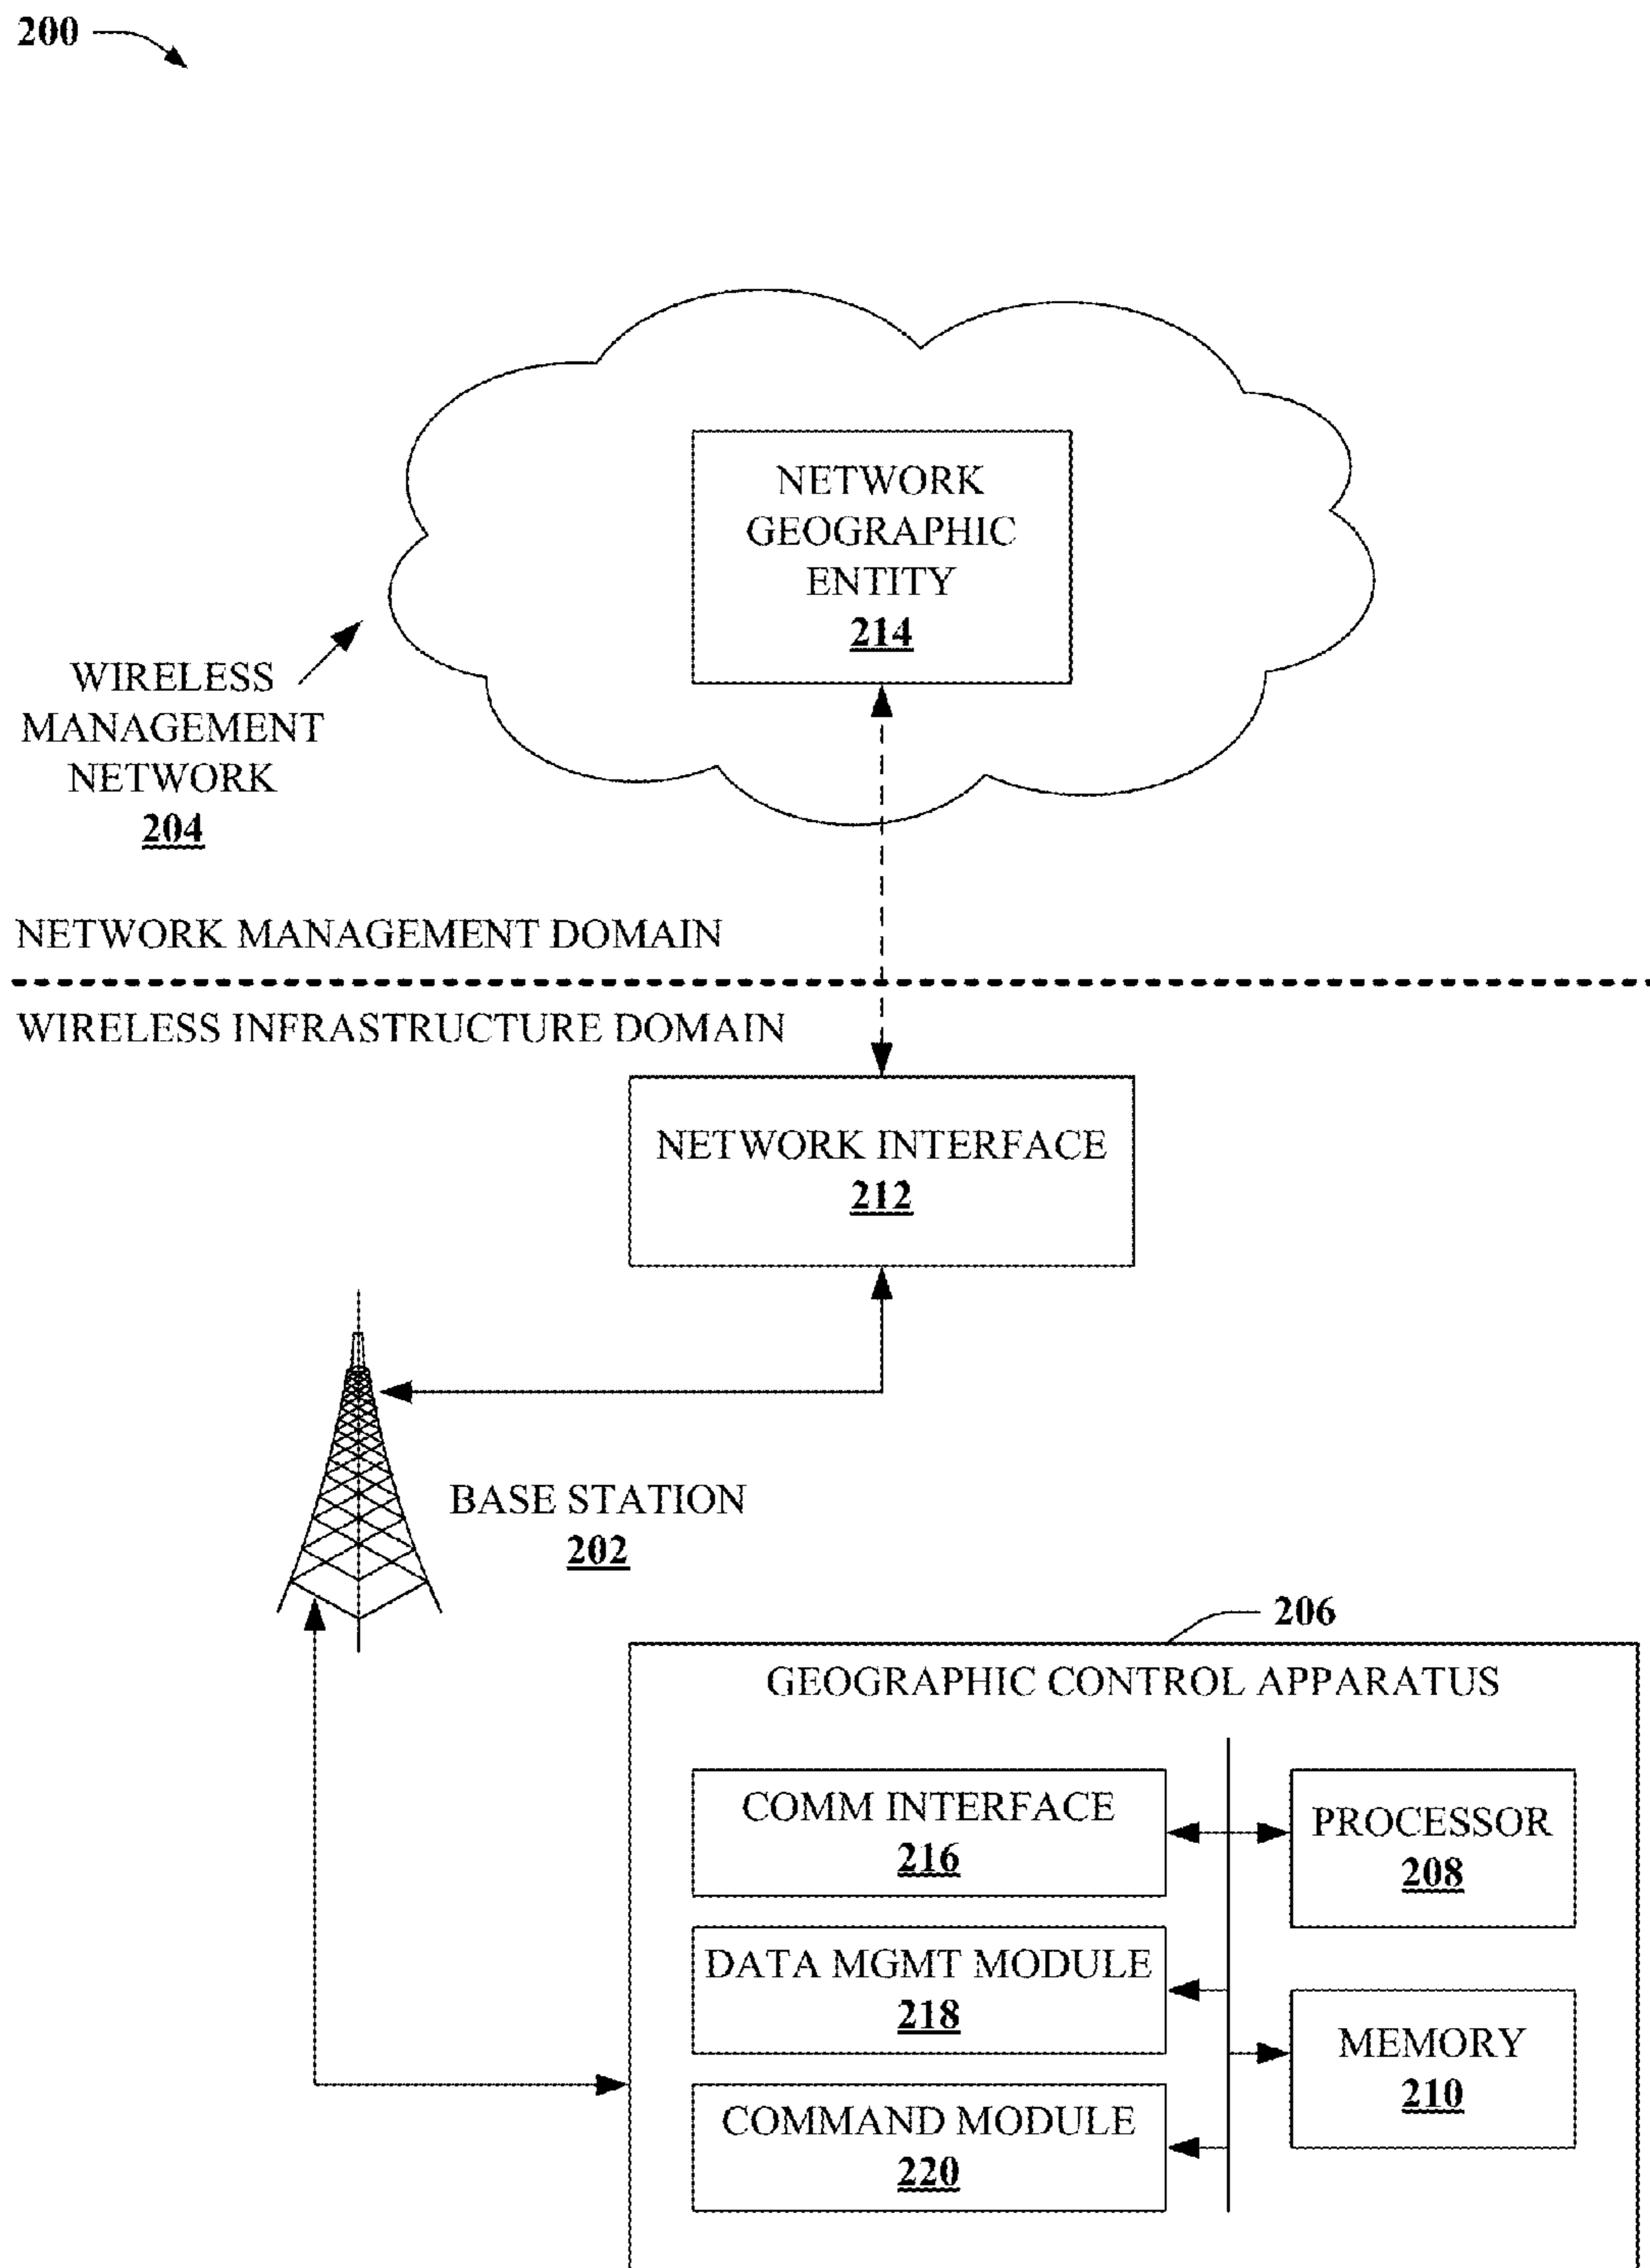 200
NETWORK
GEOGRAPHIC
ENTITY
214
WIRELESS
MANAGEMENT
NETWORK
204
NETWORK MANAGEMENT DOMAIN
WIRELESS INFRASTRUCTURE DOMAIN
NETWORK INTERFACE
212
BASE STATION
202
206
GEOGRAPHIC CONTROL APPARATUS
COMM INTERFACE
216
PROCESSOR
208
DATA MGMT MODULE
218
MEMORY
210
COMMAND MODULE
220